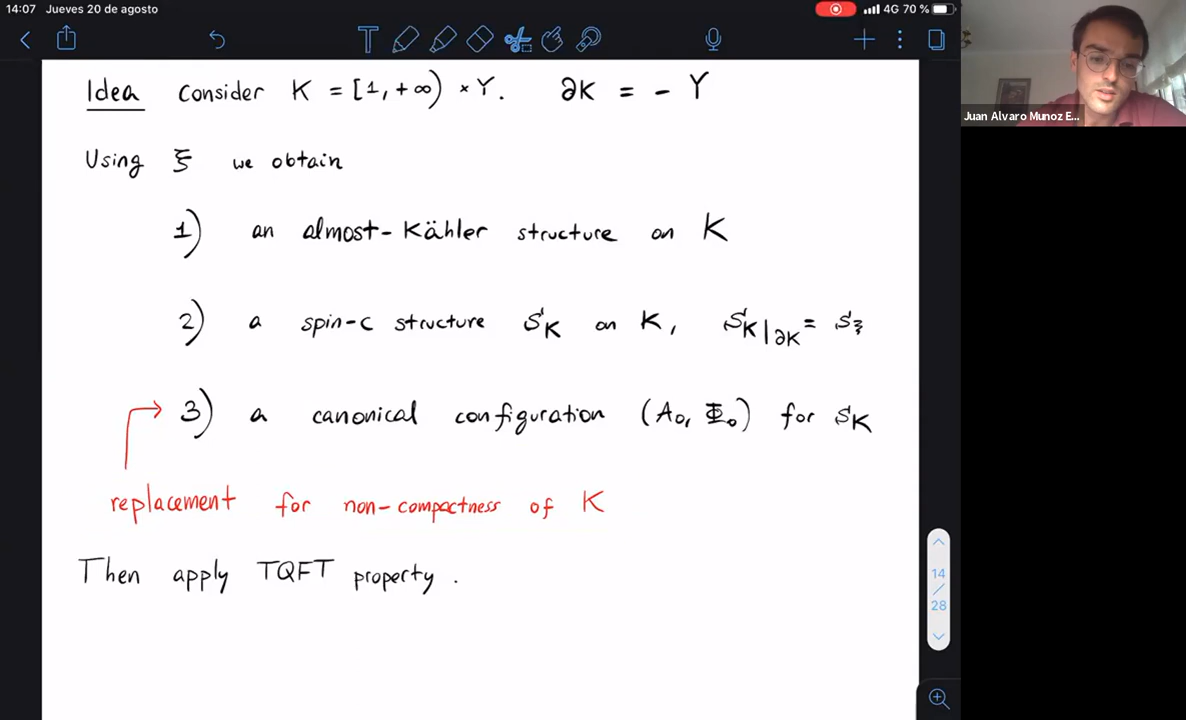 14:07 Jueves 20 de agosto
4G 70 %
Idea Consider K = [1, +∞) × Y. ∂K = - Y
Using ξ we obtain
1) an almost-Kähler structure on K
2) a spin-c structure S_K on K, S_K|∂K = S_ξ
3) a canonical configuration (A₀, Φ₀) for S_K
replacement for non-compactness of K
Then apply TQFT property.
14
/
28
Juan Alvaro Munoz E...